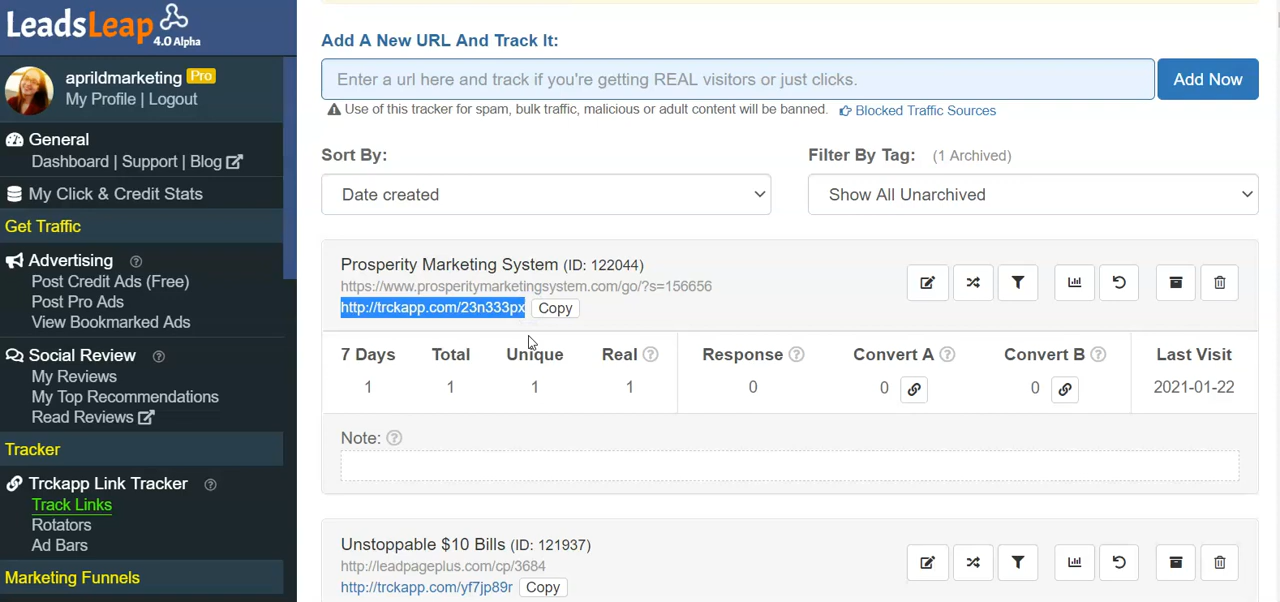 LeadsLeap
4.0 Alpha
aprildmarketing Pro
My Profile | Logout
General
Dashboard | Support | Blog
My Click & Credit Stats
Get Traffic
Advertising ?
Post Credit Ads (Free)
Post Pro Ads
View Bookmarked Ads
Social Review ?
My Reviews
My Top Recommendations
Read Reviews
Tracker
Trckapp Link Tracker ?
Track Links
Rotators
Ad Bars
Marketing Funnels
Add A New URL And Track It:
Enter a url here and track if you're getting REAL visitors or just clicks. Add Now
Use of this tracker for spam, bulk traffic, malicious or adult content will be banned. Blocked Traffic Sources
Sort By: Filter By Tag: (1 Archived)
Date created Show All Unarchived
Prosperity Marketing System (ID: 122044)
https://www.prosperitymarketingsystem.com/go/?s=156656
http://trckapp.com/23n333px Copy
7 Days Total Unique Real ? Response ? Convert A ? Convert B ? Last Visit
1 1 1 1 0 0 0 2021-01-22
Note: ?
Unstoppable $10 Bills (ID: 121937)
http://leadpageplus.com/cp/3684
http://trckapp.com/yf7jp89r Copy